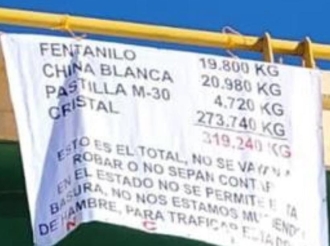 FENTANILO 19.800 KG
CHINA BLANCA 20.980 KG
PASTILLA M-30 4.720 KG
CRISTAL 273.740 KG
319.240 KG
ESTO ES EL TOTAL, NO SE
ROBAR O NO SEPAN
EN EL ESTADO NO SE PERMITE
BASURA, NO NOS ESTAMOS
DE HAMBRE, PARA TRAFICAR